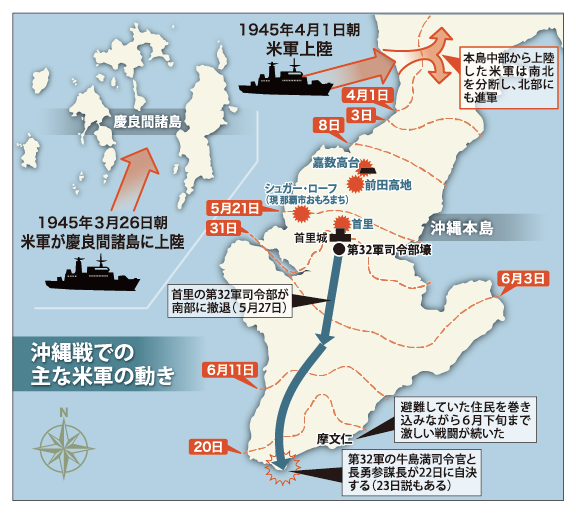 1945年4月1日朝
米軍上陸
本島中部から上陸
した米軍は南北
を分断し、北部に
も進軍
4月1日
3日
8日
慶良間諸島
嘉数高台
前田高地
シュガー・ローフ
（現 那覇市おもろまち）
5月21日
31日
首里
首里城
第32軍司令部壕
沖縄本島
1945年3月26日朝
米軍が慶良間諸島に上陸
6月3日
首里の第32軍司令部が
南部に撤退（5月27日）
沖縄戦での
主な米軍の動き
6月11日
N
20日
摩文仁
避難していた住民を巻き
込みながら6月下旬まで
激しい戦闘が続いた
第32軍の牛島満司令官と
長勇参謀長が22日に自決
する（23日説もある）